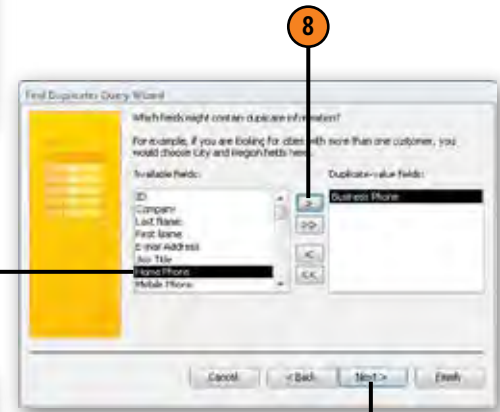 8
Find Duplicates Query Wizard
Which fields might contain duplicate information?
For example, if you are looking for cities with more than one customer, you
would choose City and Region fields here.
Available fields:
Duplicate-value fields:
ID
Company
Last Name
First Name
E-mail Address
Job Title
Home Phone
Mobile Phone
>
>>
<
<<
Business Phone
Cancel
< Back
Next >
Finish